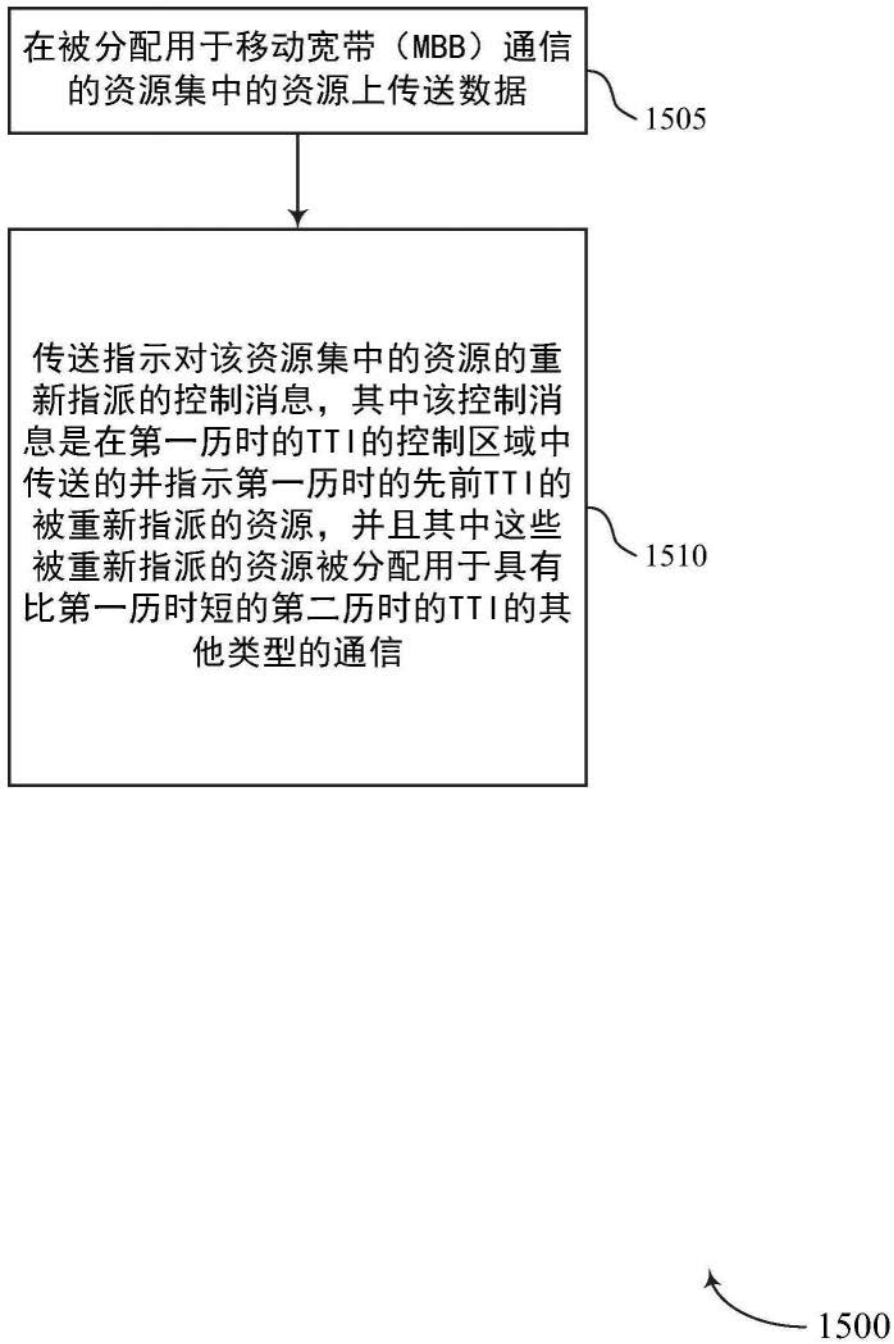 在被分配用于移动宽带（MBB）通信
的资源集中的资源上传送数据
1505
传送指示对该资源集中的资源的重
新指派的控制消息，其中该控制消
息是在第一历时的TTI的控制区域中
传送的并指示第一历时的先前TTI的
被重新指派的资源，并且其中这些
被重新指派的资源被分配用于具有
比第一历时短的第二历时的TTI的其
他类型的通信
1510
1500